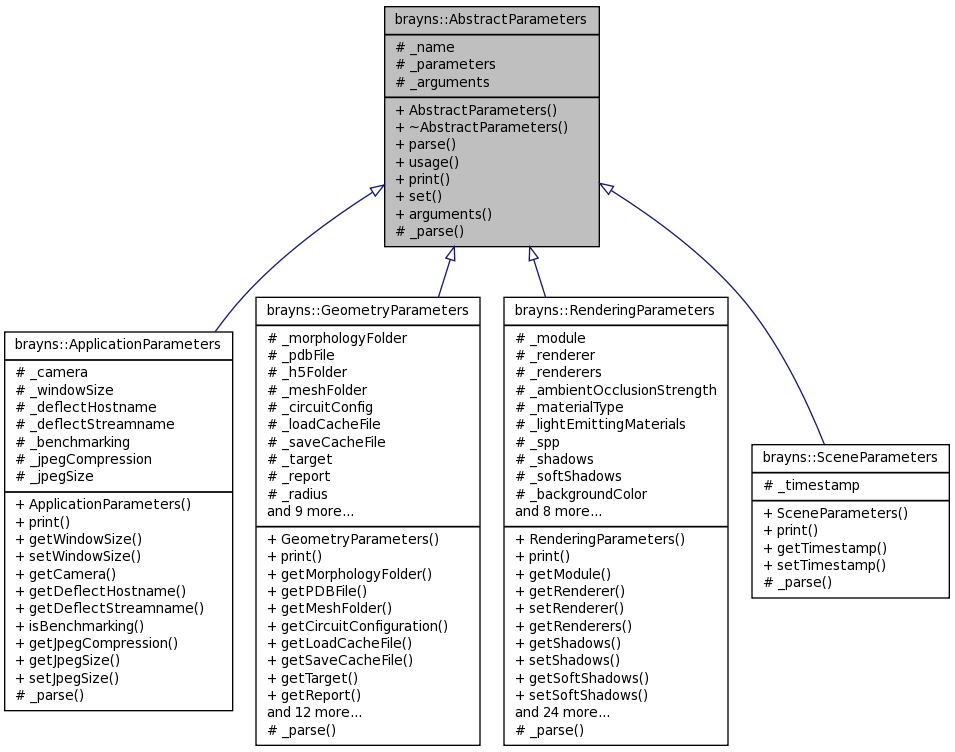 brayns::AbstractParameters
# _name
# _parameters
# _arguments
+ AbstractParameters()
+ ~AbstractParameters()
+ parse()
+ usage()
+ print()
+ set()
+ arguments()
# _parse()
brayns::ApplicationParameters
# _camera
# _windowSize
# _deflectHostname
# _deflectStreamname
# _benchmarking
# _jpegCompression
# _jpegSize
+ ApplicationParameters()
+ print()
+ getWindowSize()
+ setWindowSize()
+ getCamera()
+ getDeflectHostname()
+ getDeflectStreamname()
+ isBenchmarking()
+ getJpegCompression()
+ getJpegSize()
+ setJpegSize()
# _parse()
brayns::GeometryParameters
# _morphologyFolder
# _pdbFile
# _h5Folder
# _meshFolder
# _circuitConfig
# _loadCacheFile
# _saveCacheFile
# _target
# _report
# _radius
and 9 more...
+ GeometryParameters()
+ print()
+ getMorphologyFolder()
+ getPDBFile()
+ getMeshFolder()
+ getCircuitConfiguration()
+ getLoadCacheFile()
+ getSaveCacheFile()
+ getTarget()
+ getReport()
and 12 more...
# _parse()
brayns::RenderingParameters
# _module
# _renderer
# _renderers
# _ambientOcclusionStrength
# _materialType
# _lightEmittingMaterials
# _spp
# _shadows
# _softShadows
# _backgroundColor
and 8 more...
+ RenderingParameters()
+ print()
+ getModule()
+ getRenderer()
+ setRenderer()
+ getRenderers()
+ getShadows()
+ setShadows()
+ getSoftShadows()
+ setSoftShadows()
and 24 more...
# _parse()
brayns::SceneParameters
# _timestamp
+ SceneParameters()
+ print()
+ getTimestamp()
+ setTimestamp()
# _parse()